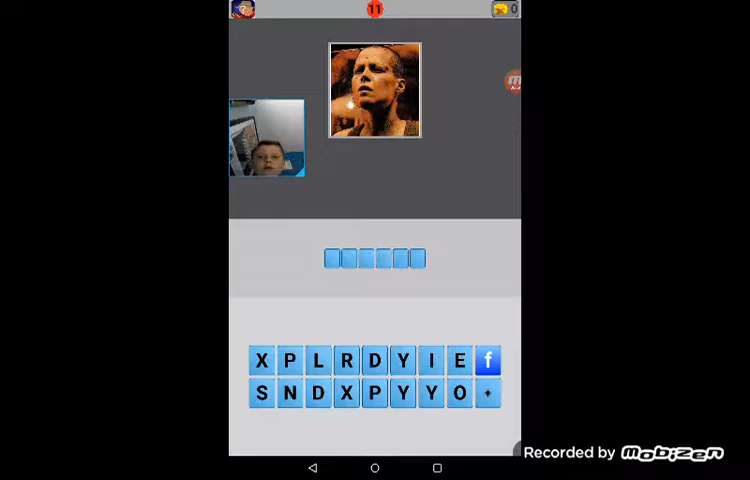 11
0
X P L R D Y I E f
S N D X P Y Y O +
Recorded by mobizen